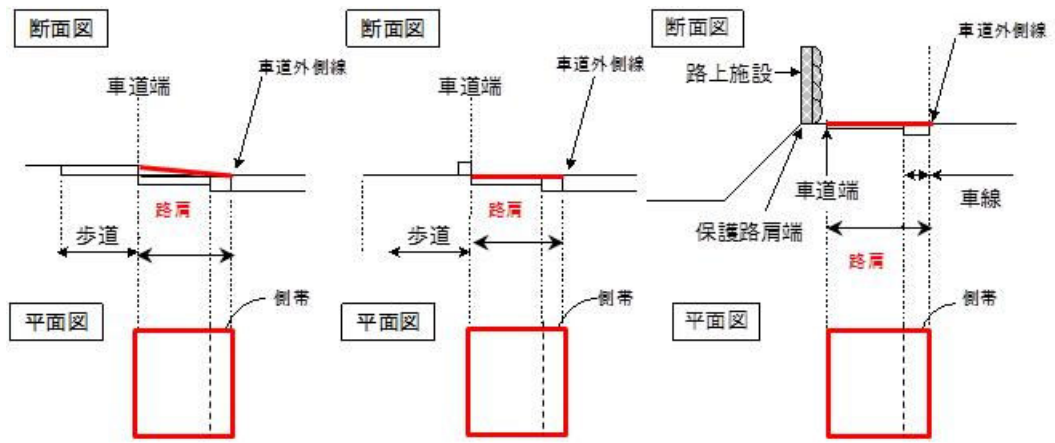 断面図
車道端
車道外側線
路肩
歩道
側帯
平面図
断面図
車道端
車道外側線
路肩
歩道
側帯
平面図
断面図
車道外側線
路上施設
車道端
車線
保護路肩端
路肩
側帯
平面図